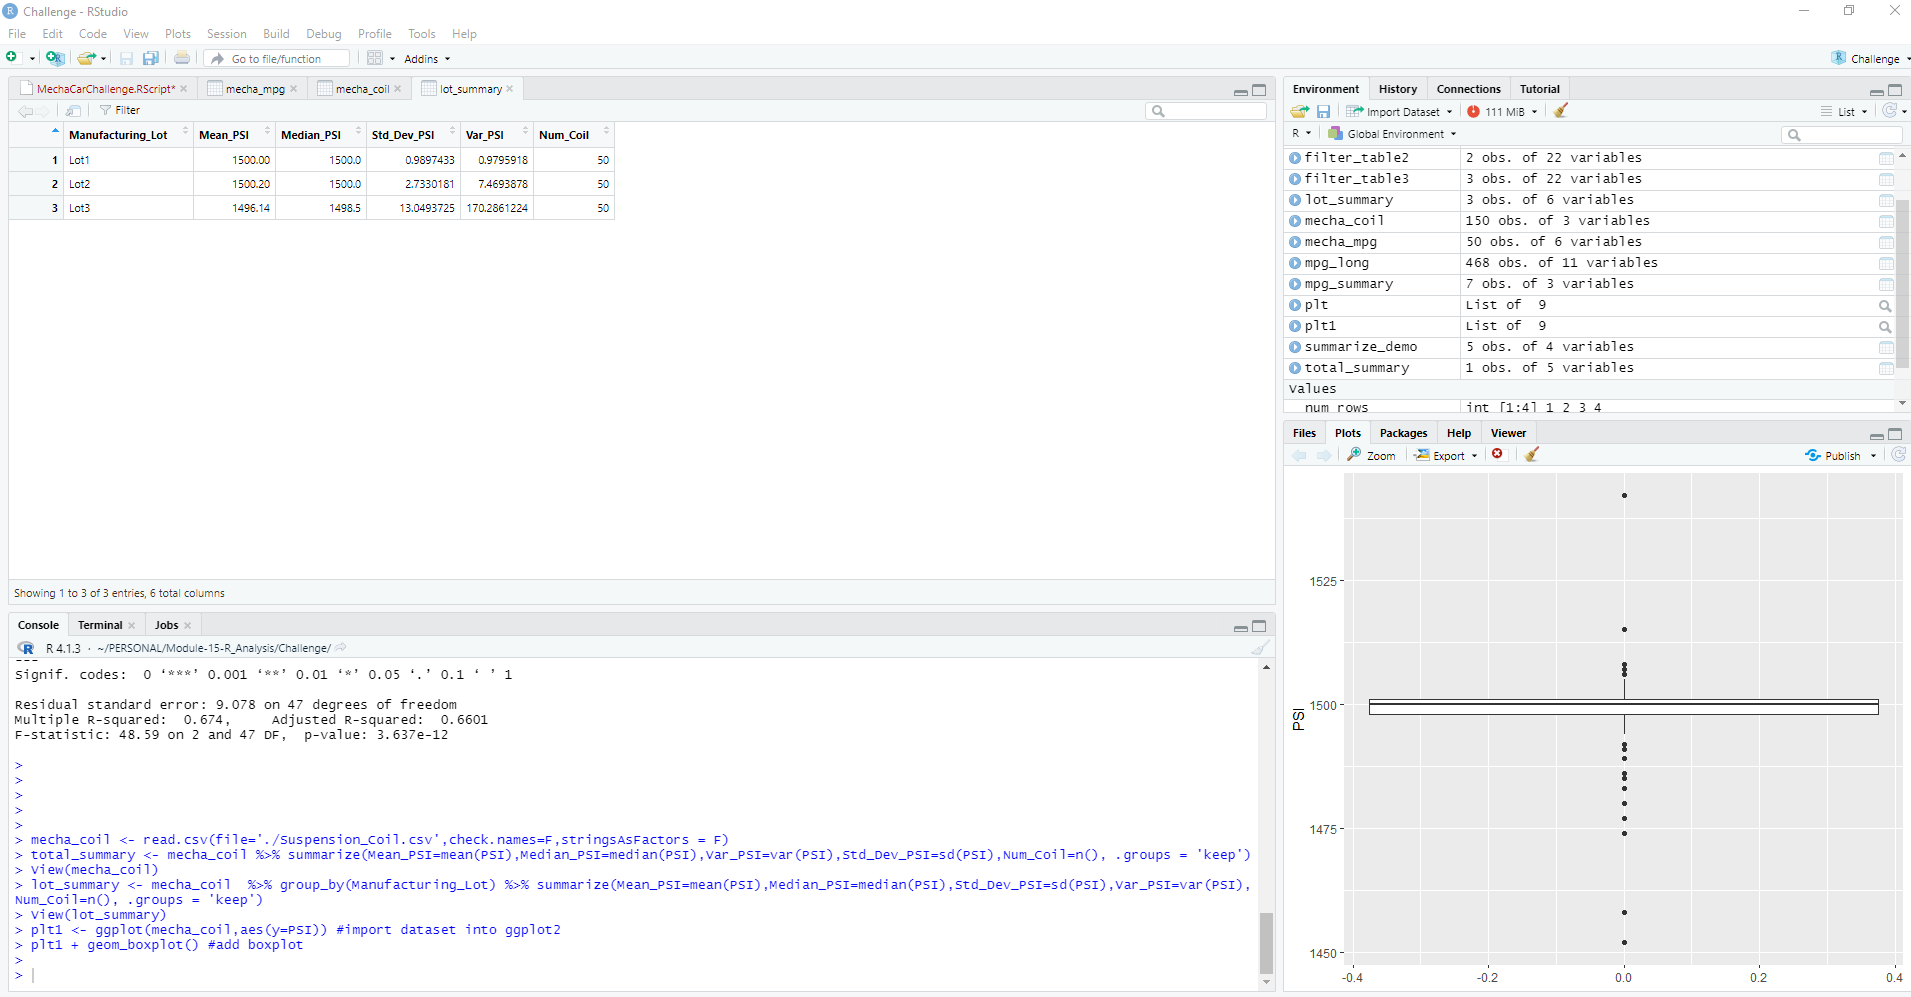 Challenge - RStudio
File Edit Code View Plots Session Build Debug Profile Tools Help
Go to file/function Addins Challenge
MechaCarChallenge.RScript* mecha_mpg mecha_coil lot_summary
Filter
Manufacturing_Lot Mean_PSI Median_PSI Std_Dev_PSI Var_PSI Num_Coil
1 Lot1 1500.00 1500.0 0.9897433 0.9795918 50
2 Lot2 1500.20 1500.0 2.7330181 7.4693878 50
3 Lot3 1496.14 1498.5 13.0493725 170.2861224 50
Showing 1 to 3 of 3 entries, 6 total columns
Console Terminal Jobs
R 4.1.3 · ~/PERSONAL/Module-15-R_Analysis/Challenge/
---
Signif. codes:  0 ‘***’ 0.001 ‘**’ 0.01 ‘*’ 0.05 ‘.’ 0.1 ‘ ’ 1
Residual standard error: 9.078 on 47 degrees of freedom
Multiple R-squared:  0.674,     Adjusted R-squared:  0.6601
F-statistic: 48.59 on 2 and 47 DF,  p-value: 3.637e-12
>
>
>
>
>
> mecha_coil <- read.csv(file='./Suspension_Coil.csv',check.names=F,stringsAsFactors = F)
> total_summary <- mecha_coil %>% summarize(Mean_PSI=mean(PSI),Median_PSI=median(PSI),Var_PSI=var(PSI),Std_Dev_PSI=sd(PSI),Num_Coil=n(), .groups = 'keep')
> View(mecha_coil)
> lot_summary <- mecha_coil  %>% group_by(Manufacturing_Lot) %>% summarize(Mean_PSI=mean(PSI),Median_PSI=median(PSI),Std_Dev_PSI=sd(PSI),Var_PSI=var(PSI),
Num_Coil=n(), .groups = 'keep')
> View(lot_summary)
> plt1 <- ggplot(mecha_coil,aes(y=PSI)) #import dataset into ggplot2
> plt1 + geom_boxplot() #add boxplot
>
>
Environment History Connections Tutorial
Import Dataset 111 MiB List
R Global Environment
filter_table2 2 obs. of 22 variables
filter_table3 3 obs. of 22 variables
lot_summary 3 obs. of 6 variables
mecha_coil 150 obs. of 3 variables
mecha_mpg 50 obs. of 6 variables
mpg_long 468 obs. of 11 variables
mpg_summary 7 obs. of 3 variables
plt List of  9
plt1 List of  9
summarize_demo 5 obs. of 4 variables
total_summary 1 obs. of 5 variables
Values
num_rows int [1:4] 1 2 3 4
Files Plots Packages Help Viewer
Zoom Export Publish
1525
1500
PSI
1475
1450
-0.4 -0.2 0.0 0.2 0.4